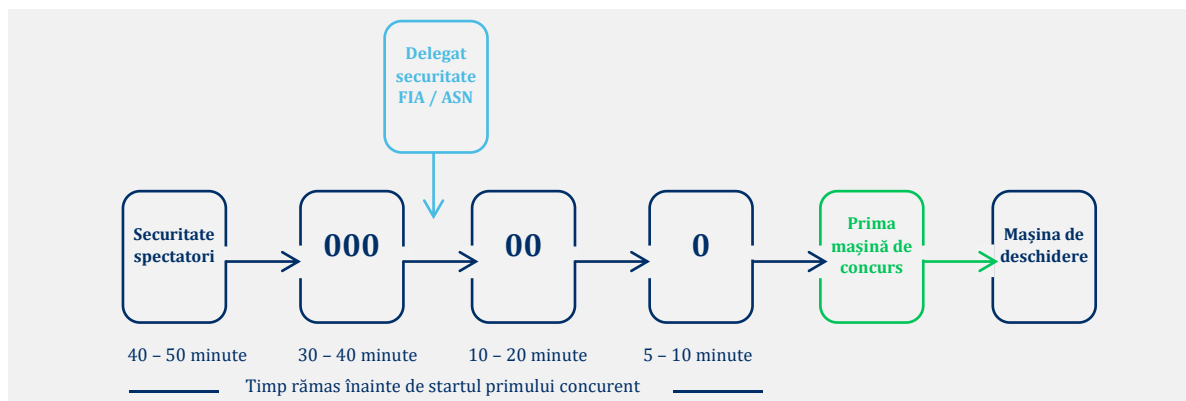 Delegat
securitate
FIA / ASN
Securitate
spectatori
000
00
0
Prima
mașină de
concurs
Mașina de
deschidere
40 – 50 minute
30 – 40 minute
10 – 20 minute
5 – 10 minute
Timp rămas înainte de startul primului concurent